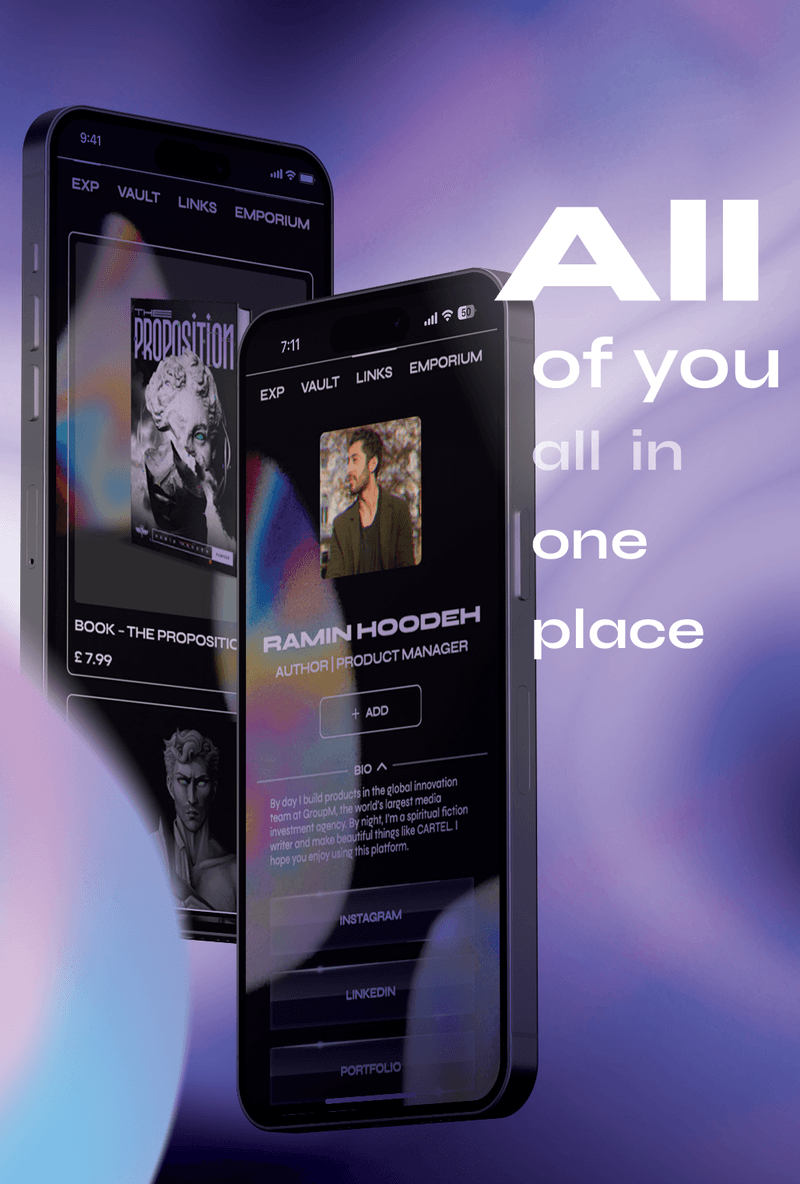 9:41
EXP VAULT LINKS EMPORIUM
THE
PROPOSITION
BOOK - THE PROPOSITIO
£7.99
7:11
50
EXP VAULT LINKS EMPORIUM
RAMIN HOODEH
AUTHOR | PRODUCT MANAGER
+ ADD
BIO
By day I build products in the global innovation
team at GroupM, the world's largest media
investment agency. By night, I'm a spiritual fiction
writer and make beautiful things like CARTEL. I
hope you enjoy using this platform.
INSTAGRAM
LINKEDIN
PORTFOLIO
All
of you
all in
one
place